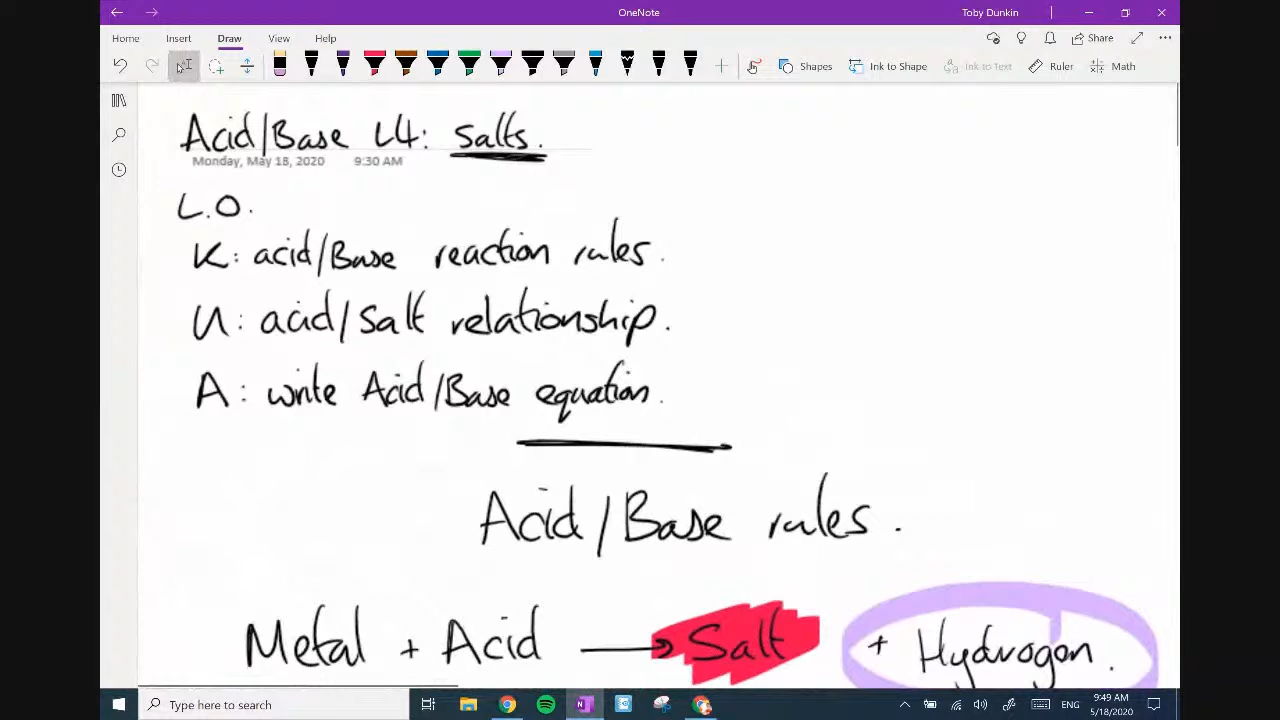 OneNote
Toby Dunkin
Home Insert Draw View Help
Share
Shapes Ink to Shape Ink to Text Ruler Math
Acid/Base L4: Salts.
Monday, May 18, 2020 9:30 AM
L.O.
K: acid/Base reaction rules.
U: acid/Salt relationship.
A: write Acid/Base equation.
Acid/Base rules.
Metal + Acid → Salt + Hydrogen.
Type here to search
ENG
9:49 AM
5/18/2020